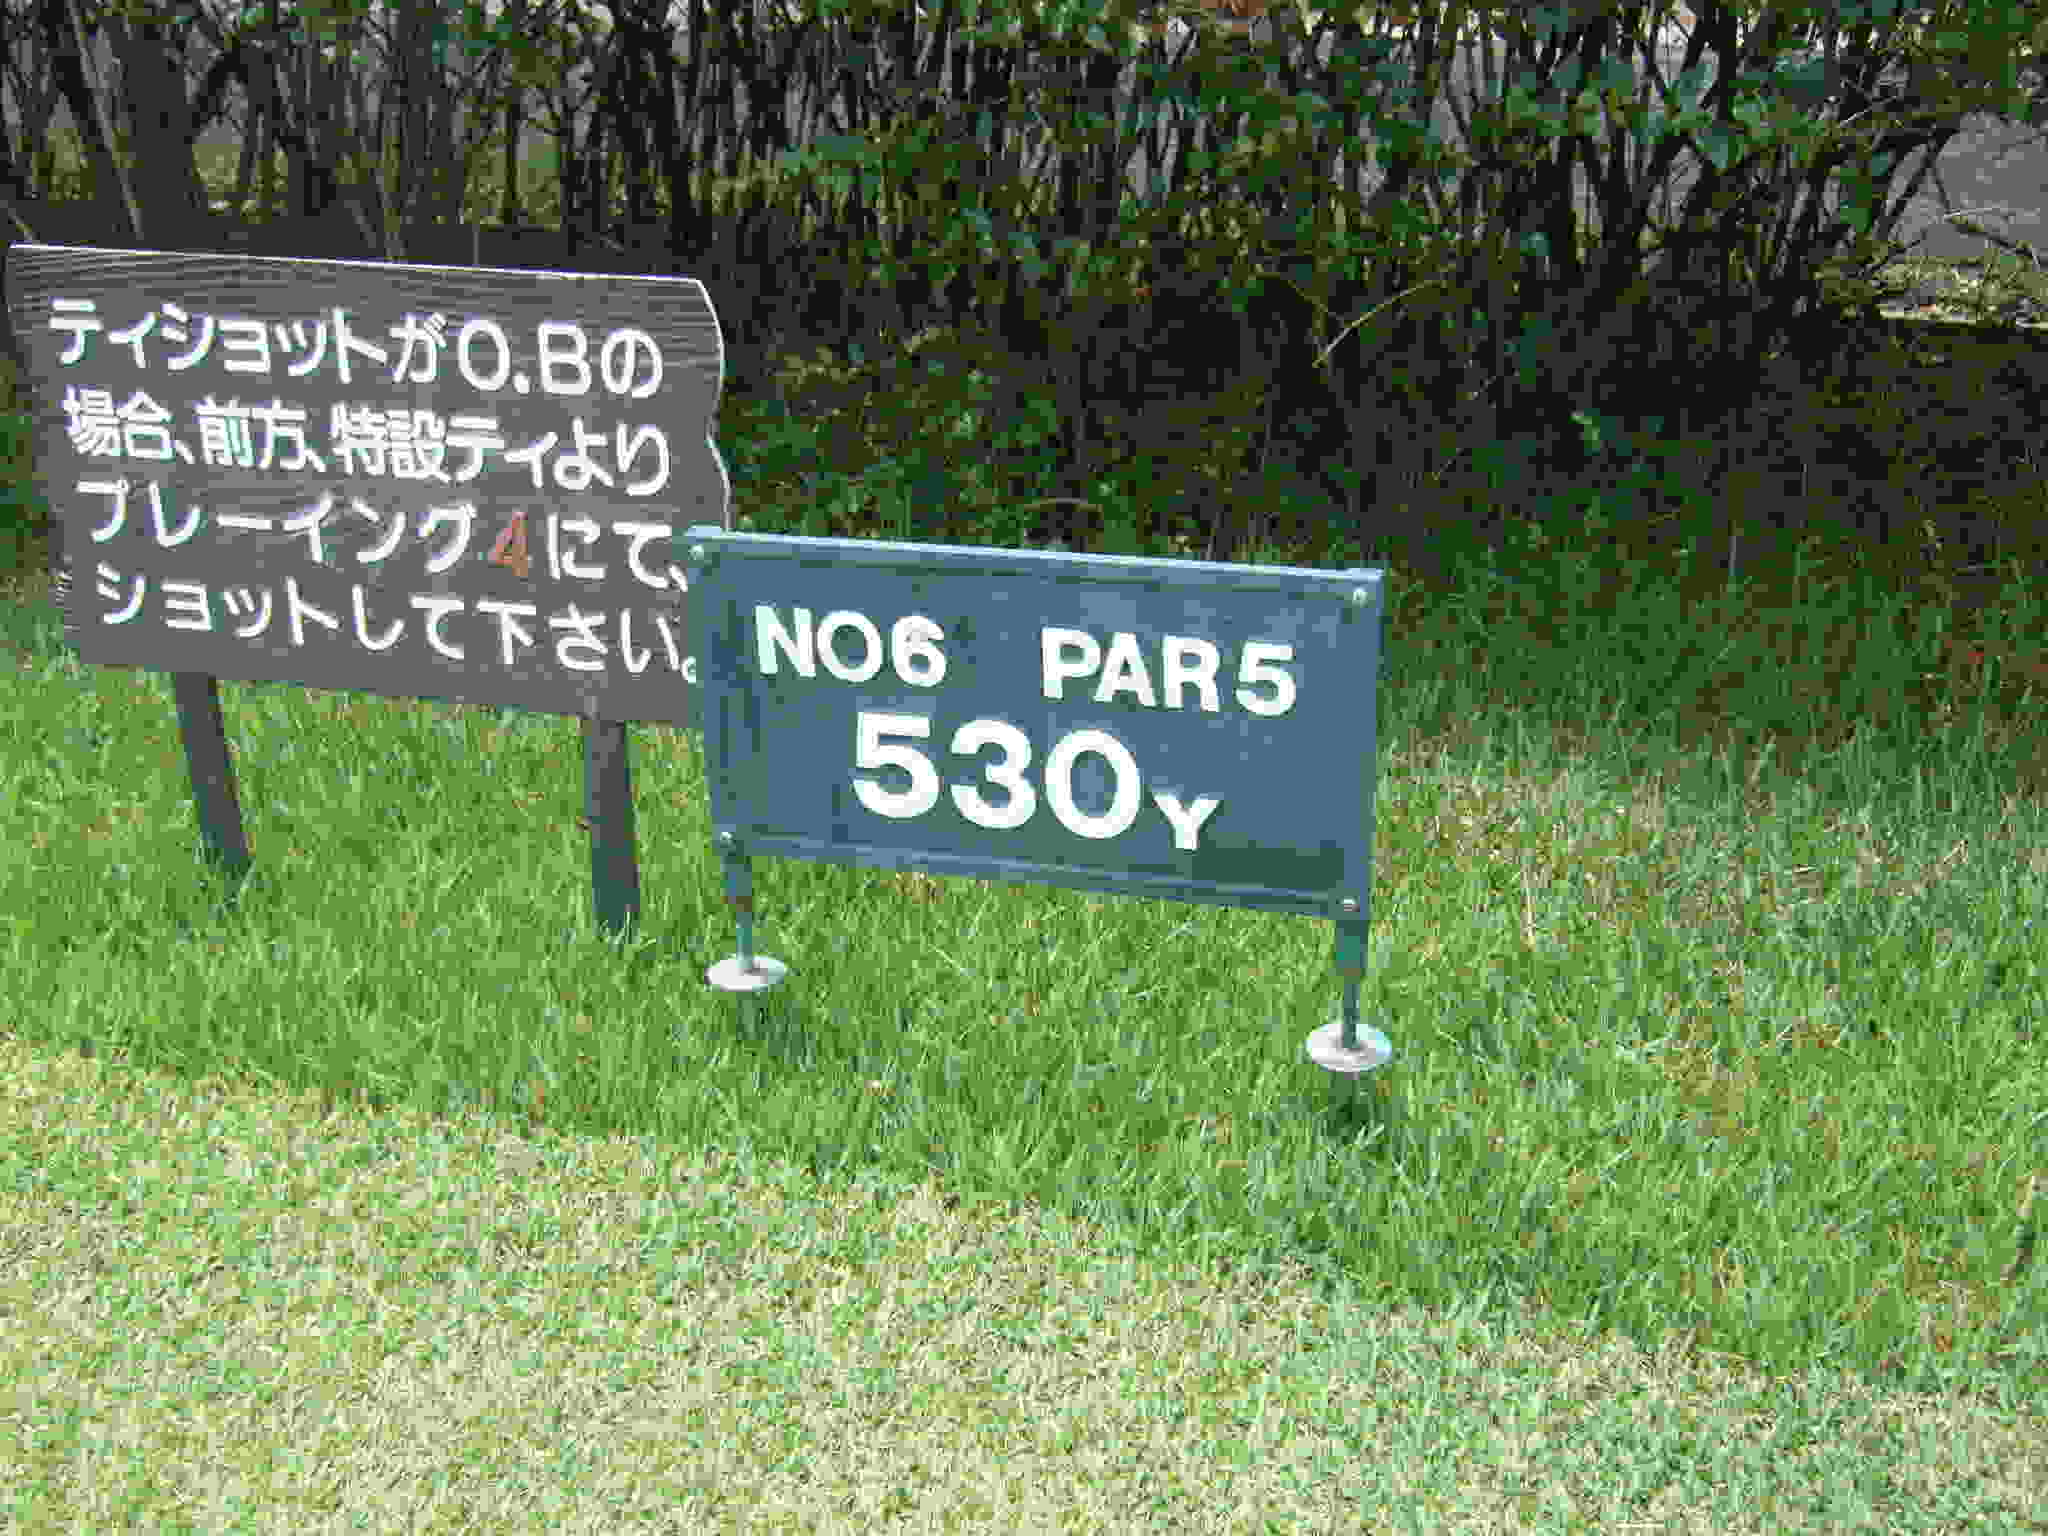 ティショットがO.Bの
場合、前方、特設ティより
プレーイング4にて、
ショットして下さい。
NO6 PAR5
530Y